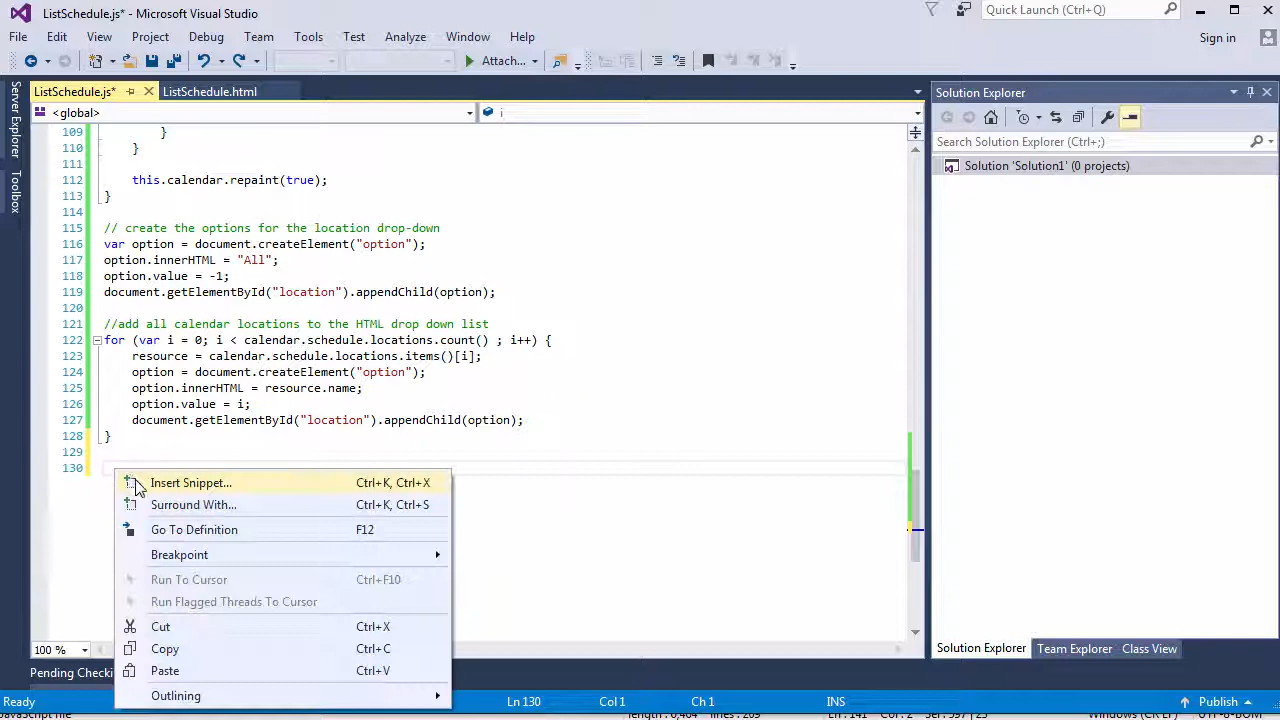 ListSchedule.js* - Microsoft Visual Studio
Quick Launch (Ctrl+Q)
File Edit View Project Debug Team Tools Test Analyze Window Help
Sign in
Attach...
Server Explorer
Toolbox
ListSchedule.js* ListSchedule.html
<global> i
109 }
110 }
111
112 this.calendar.repaint(true);
113 }
114
115 // create the options for the location drop-down
116 var option = document.createElement("option");
117 option.innerHTML = "All";
118 option.value = -1;
119 document.getElementById("location").appendChild(option);
120
121 //add all calendar locations to the HTML drop down list
122 for (var i = 0; i < calendar.schedule.locations.count() ; i++) {
123 resource = calendar.schedule.locations.items()[i];
124 option = document.createElement("option");
125 option.innerHTML = resource.name;
126 option.value = i;
127 document.getElementById("location").appendChild(option);
128 }
129
130
Insert Snippet... Ctrl+K, Ctrl+X
Surround With... Ctrl+K, Ctrl+S
Go To Definition F12
Breakpoint
Run To Cursor Ctrl+F10
Run Flagged Threads To Cursor
Cut Ctrl+X
Copy Ctrl+C
Paste Ctrl+V
Outlining
100 %
Pending Checki
Solution Explorer
Search Solution Explorer (Ctrl+;)
Solution 'Solution1' (0 projects)
Solution Explorer Team Explorer Class View
Ready Ln 130 Col 1 Ch 1 INS Publish